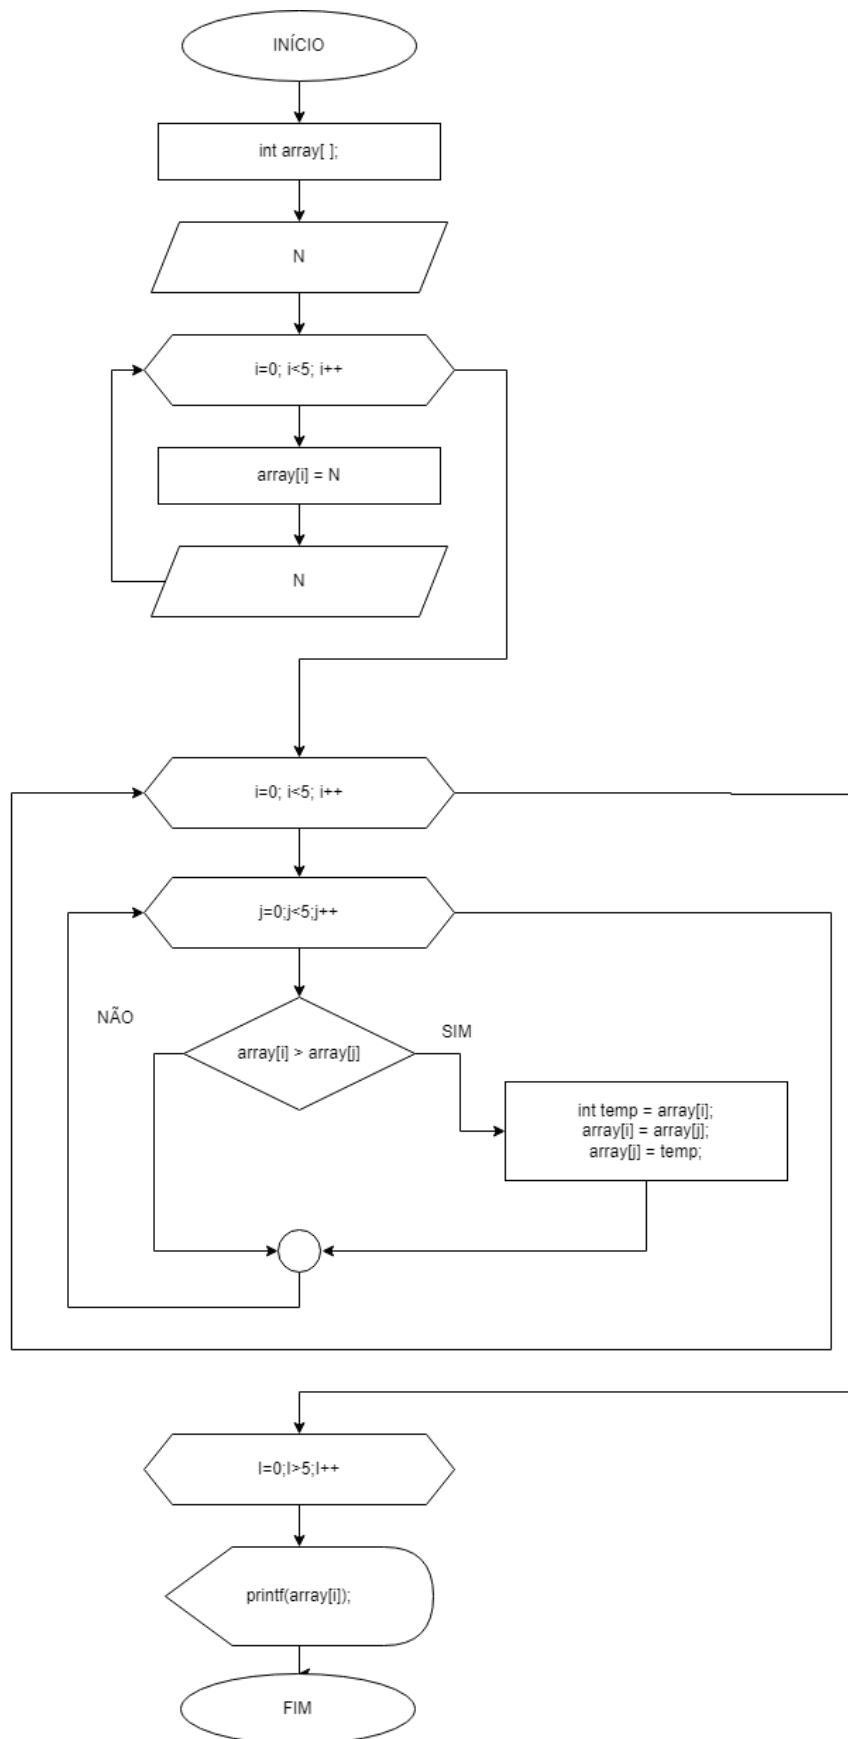 INÍCIO
int array[ ];
N
i=0; i<5; i++
array[i] = N
N
i=0; i<5; i++
j=0;j<5;j++
NÃO
SIM
array[i] > array[j]
int temp = array[i];
array[i] = array[j];
array[j] = temp;
I=0;I>5;I++
printf(array[i]);
FIM